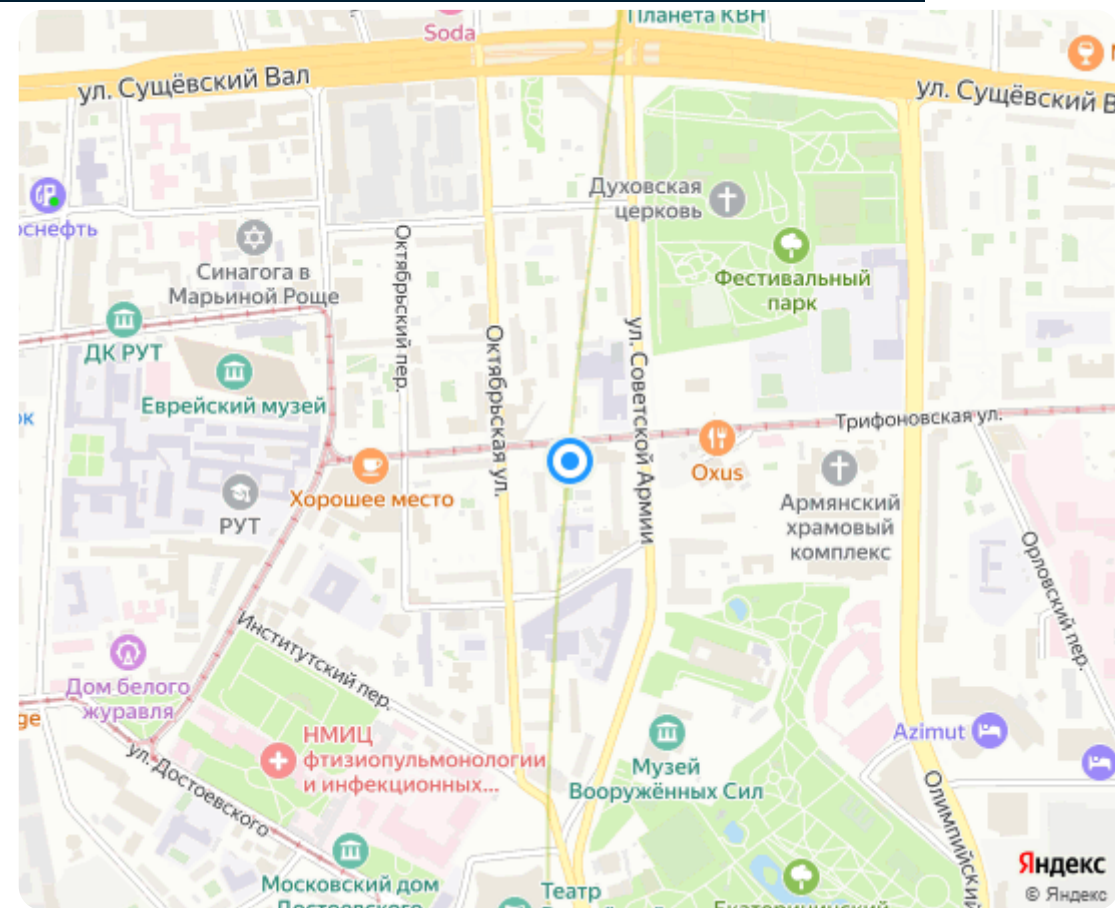 Планета КВН
Soda
ул. Сущёвский Вал
ул. Сущёвский В
Духовская
церковь
оснефть
Октябрьский пер.
Синагога в
Марьиной Роще
Фестивальный
парк
ДК РУТ
ул. Советской Армии
Октябрьская ул.
Еврейский музей
ок
Трифоновская ул.
Oxus
Хорошее место
РУТ
Армянский
храмовый
комплекс
Орловский пер.
Институтский пер.
Дом белого
журавля
ge
НМИЦ
фтизиопульмонологии
и инфекционных...
Azimut
Музей
Вооружённых Сил
ул. Достоевского
Олимпийский
Яндекс
© Яндекс
Московский дом
Достоевского
Театр
Екатерининский